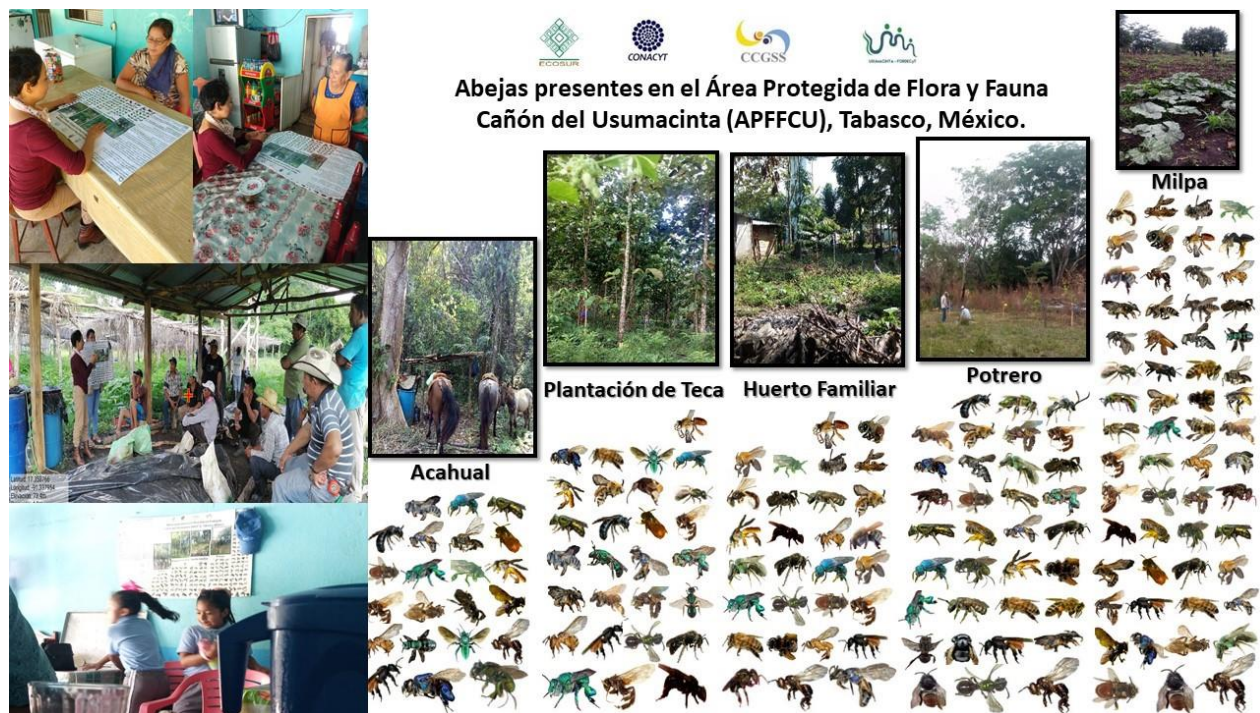 ECOSUR
CONACYT
CCGSS
Abejas presentes en el Área Protegida de Flora y Fauna
Cañón del Usumacinta (APFFCU), Tabasco, México.
Milpa
Plantación de Teca
Huerto Familiar
Potrero
Acahual